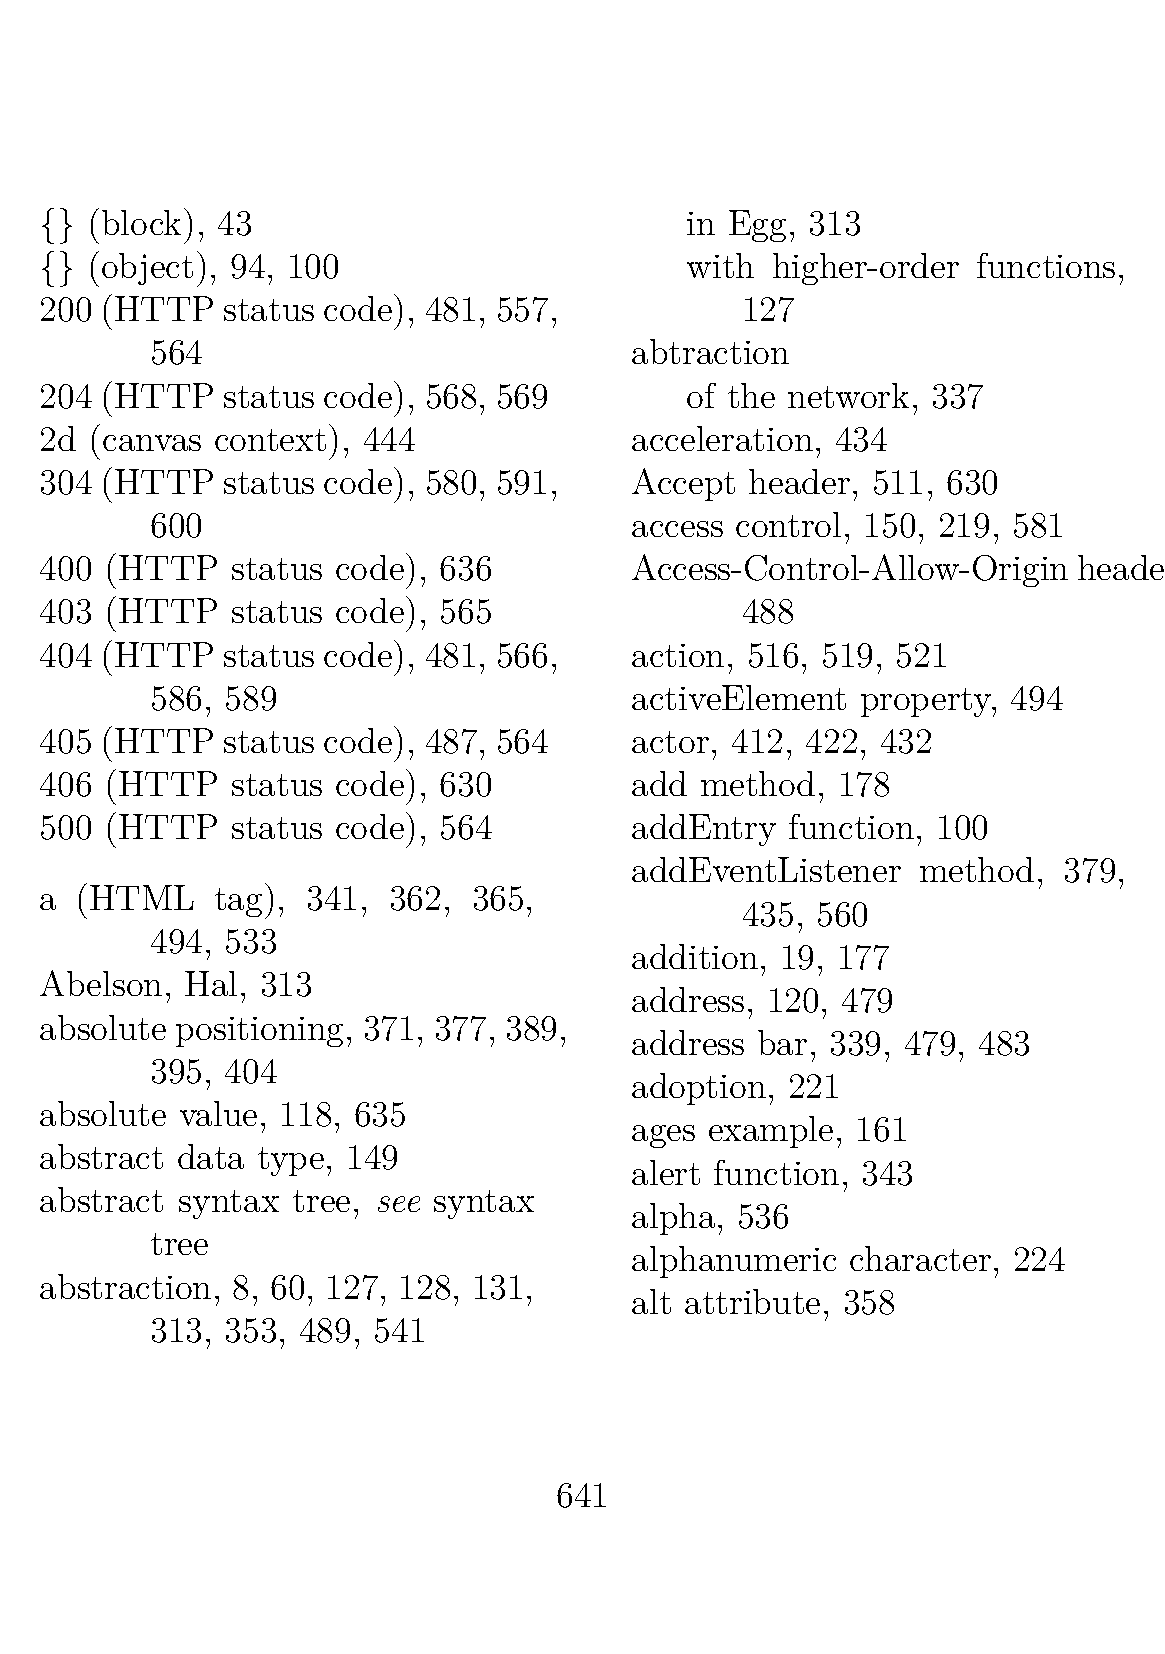 {} (block), 43
{} (object), 94, 100
200 (HTTP status code), 481, 557,
564
204 (HTTP status code), 568, 569
2d (canvas context), 444
304 (HTTP status code), 580, 591,
600
400 (HTTP status code), 636
403 (HTTP status code), 565
404 (HTTP status code), 481, 566,
586, 589
405 (HTTP status code), 487, 564
406 (HTTP status code), 630
500 (HTTP status code), 564
a (HTML tag), 341, 362, 365,
494, 533
Abelson, Hal, 313
absolute positioning, 371, 377, 389,
395, 404
absolute value, 118, 635
abstract data type, 149
abstract syntax tree, see syntax
tree
abstraction, 8, 60, 127, 128, 131,
313, 353, 489, 541
in Egg, 313
with higher-order functions,
127
abtraction
of the network, 337
acceleration, 434
Accept header, 511, 630
access control, 150, 219, 581
Access-Control-Allow-Origin heade
488
action, 516, 519, 521
activeElement property, 494
actor, 412, 422, 432
add method, 178
addEntry function, 100
addEventListener method, 379,
435, 560
addition, 19, 177
address, 120, 479
address bar, 339, 479, 483
adoption, 221
ages example, 161
alert function, 343
alpha, 536
alphanumeric character, 224
alt attribute, 358
641